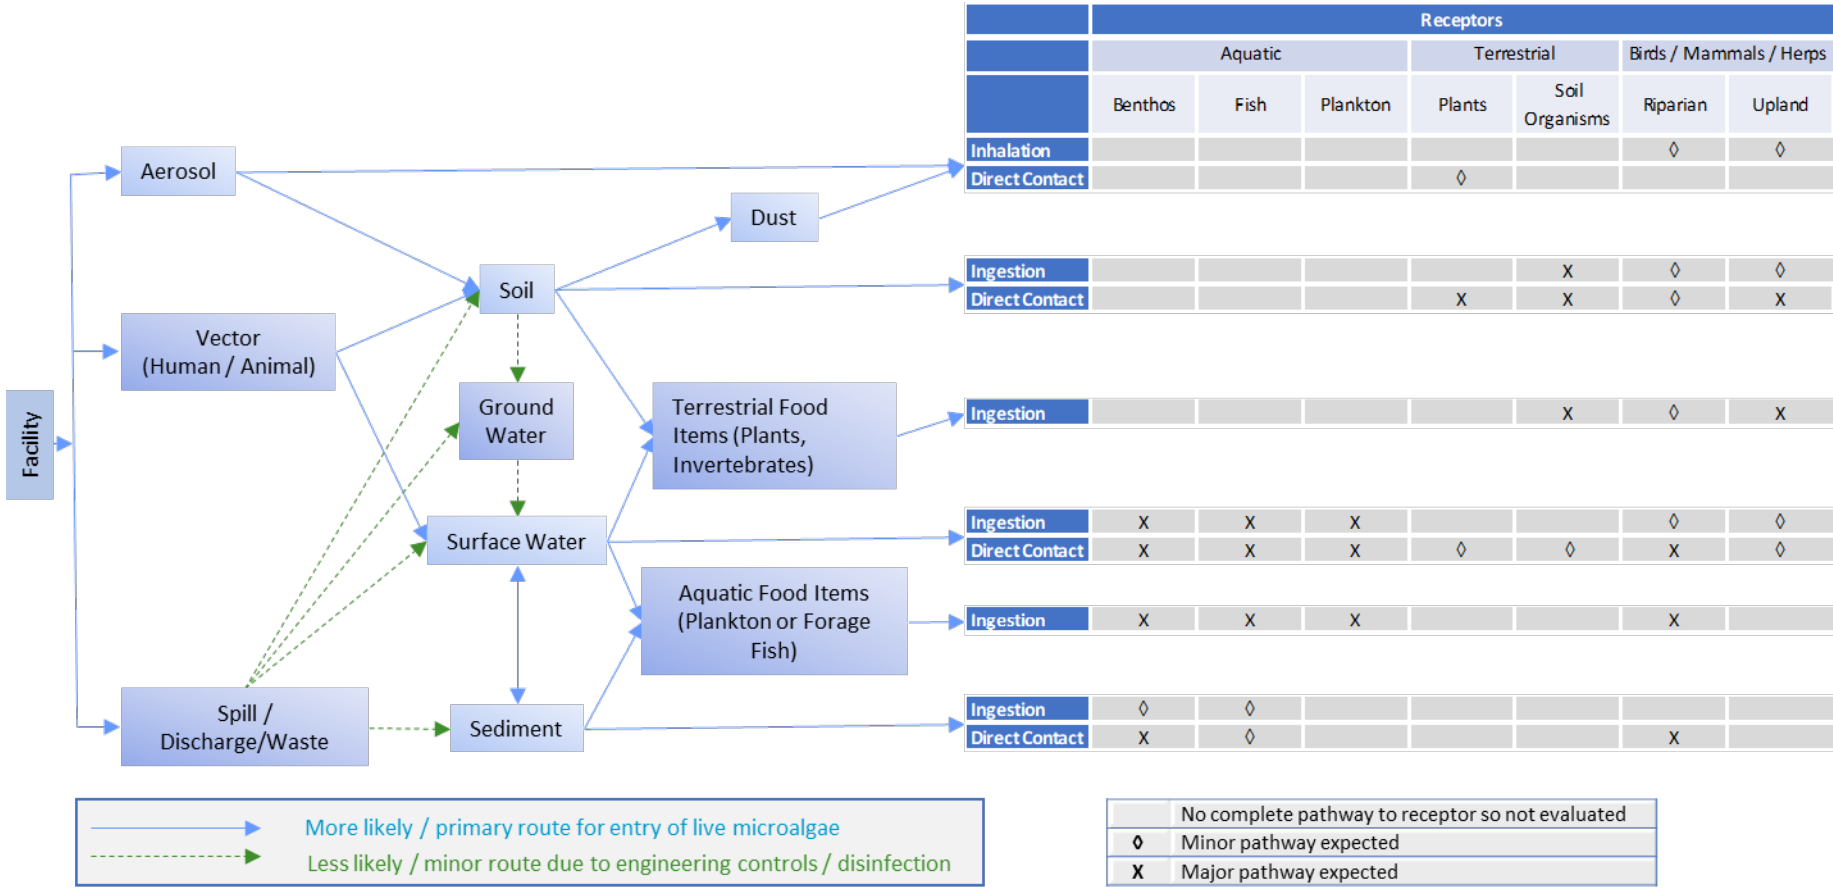 Receptors
Aquatic Terrestrial Birds / Mammals / Herps
Benthos Fish Plankton Plants Soil Organisms Riparian Upland
Inhalation ◊ ◊
Direct Contact ◊
Aerosol
Dust
Ingestion X ◊ ◊
Direct Contact X X ◊ X
Soil
Vector
(Human / Animal)
Facility
Ground
Water
Terrestrial Food
Items (Plants,
Invertebrates)
Ingestion X ◊ X
Surface Water
Ingestion X X X ◊ ◊
Direct Contact X X X ◊ ◊ X ◊
Aquatic Food Items
(Plankton or Forage
Fish)
Ingestion X X X X
Spill /
Discharge/Waste
Sediment
Ingestion ◊ ◊
Direct Contact X ◊ X
More likely / primary route for entry of live microalgae
Less likely / minor route due to engineering controls / disinfection
No complete pathway to receptor so not evaluated
◊ Minor pathway expected
X Major pathway expected